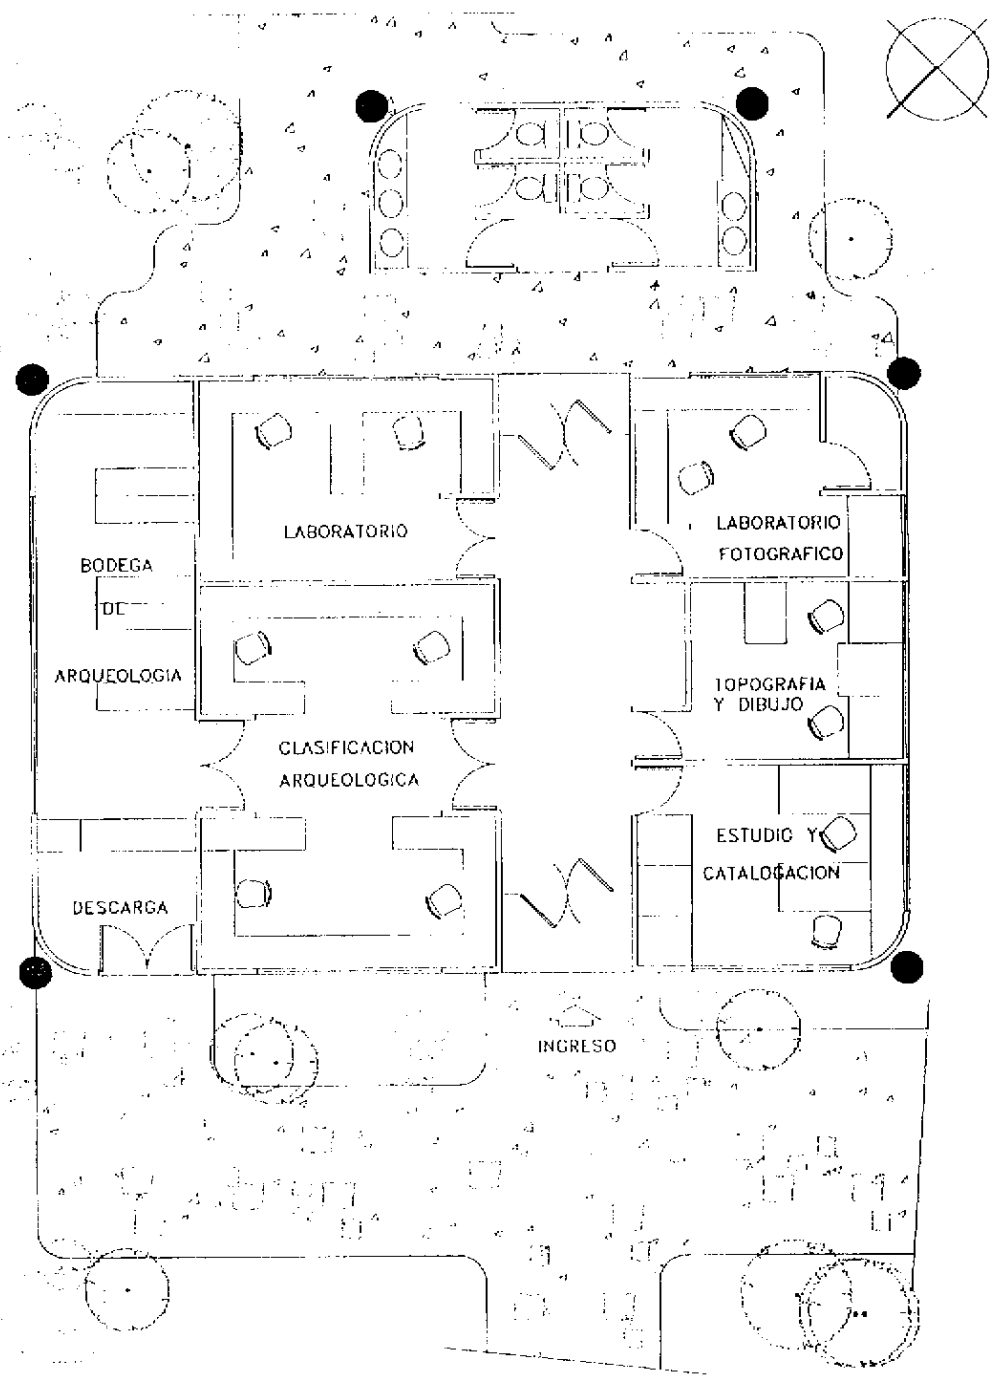 LABORATORIO
LABORATORIO
FOTOGRAFICO
BODEGA
DE
ARQUEOLOGIA
TOPOGRAFIA
Y DIBUJO
CLASIFICACION
ARQUEOLOGICA
ESTUDIO Y
CATALOGACION
DESCARGA
INGRESO